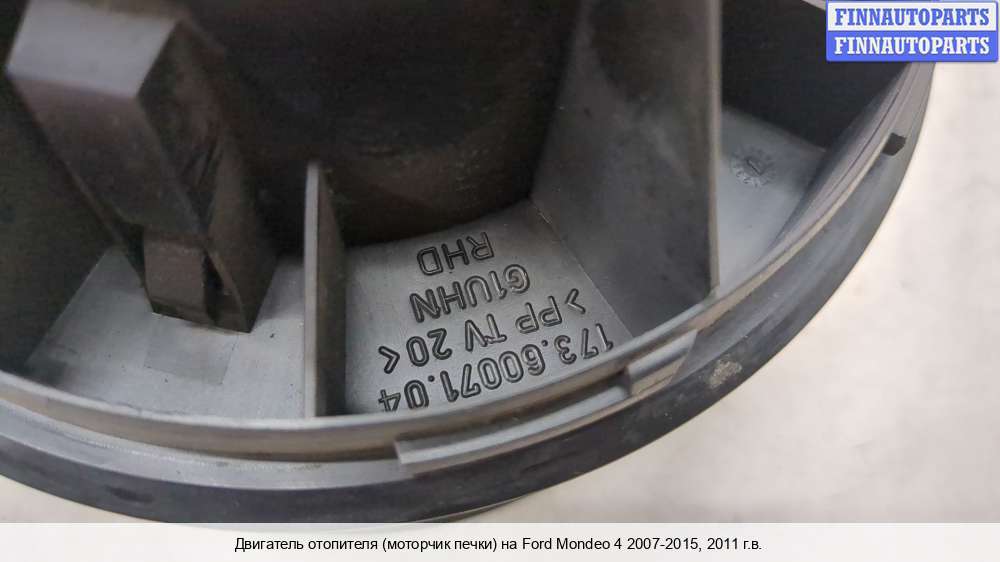 FINNAUTOPARTS
FINNAUTOPARTS
173.60071.04
>PP TV 20<
G1UHN
RHD
Двигатель отопителя (моторчик печки) на Ford Mondeo 4 2007-2015, 2011 г.в.